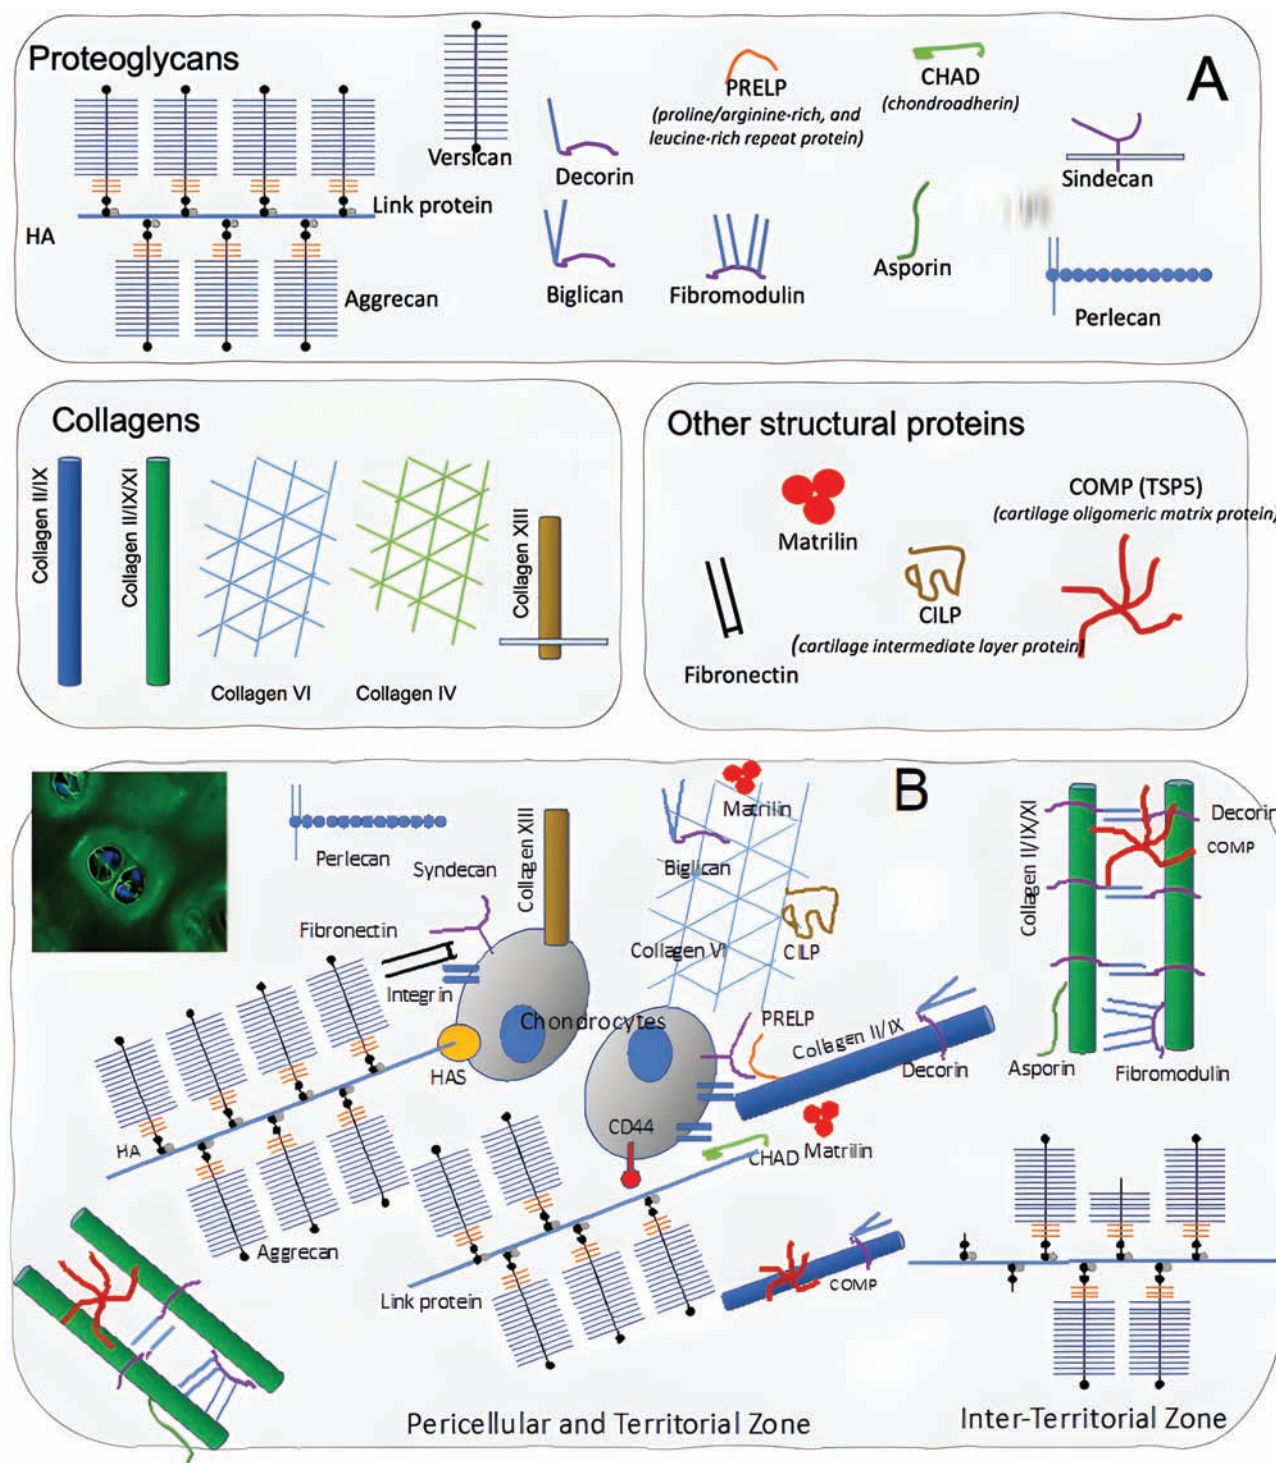 Proteoglycans
A
Versican
Link protein
HA
Aggrecan
Decorin
Biglican
PRELP
(proline/arginine-rich, and
leucine-rich repeat protein)
Fibromodulin
CHAD
(chondroadherin)
Asporin
Sindecan
Perlecan
Collagens
Collagen II/IX
Collagen II/IX/XI
Collagen VI
Collagen IV
Collagen XIII
Other structural proteins
Matrilin
COMP (TSP5)
(cartilage oligomeric matrix protein)
CILP
(cartilage intermediate layer protein)
Fibronectin
B
Perlecan
Syndecan
Collagen XIII
Matrilin
Biglican
Collagen VI
CILP
Fibronectin
Integrin
Chondrocytes
HAS
PRELP
Collagen II/IX
Decorin
CD44
CHAD
Matrilin
HA
Aggrecan
Link protein
COMP
Collagen II/IX/XI
Decorin
COMP
Asporin
Fibromodulin
Pericellular and Territorial Zone
Inter-Territorial Zone